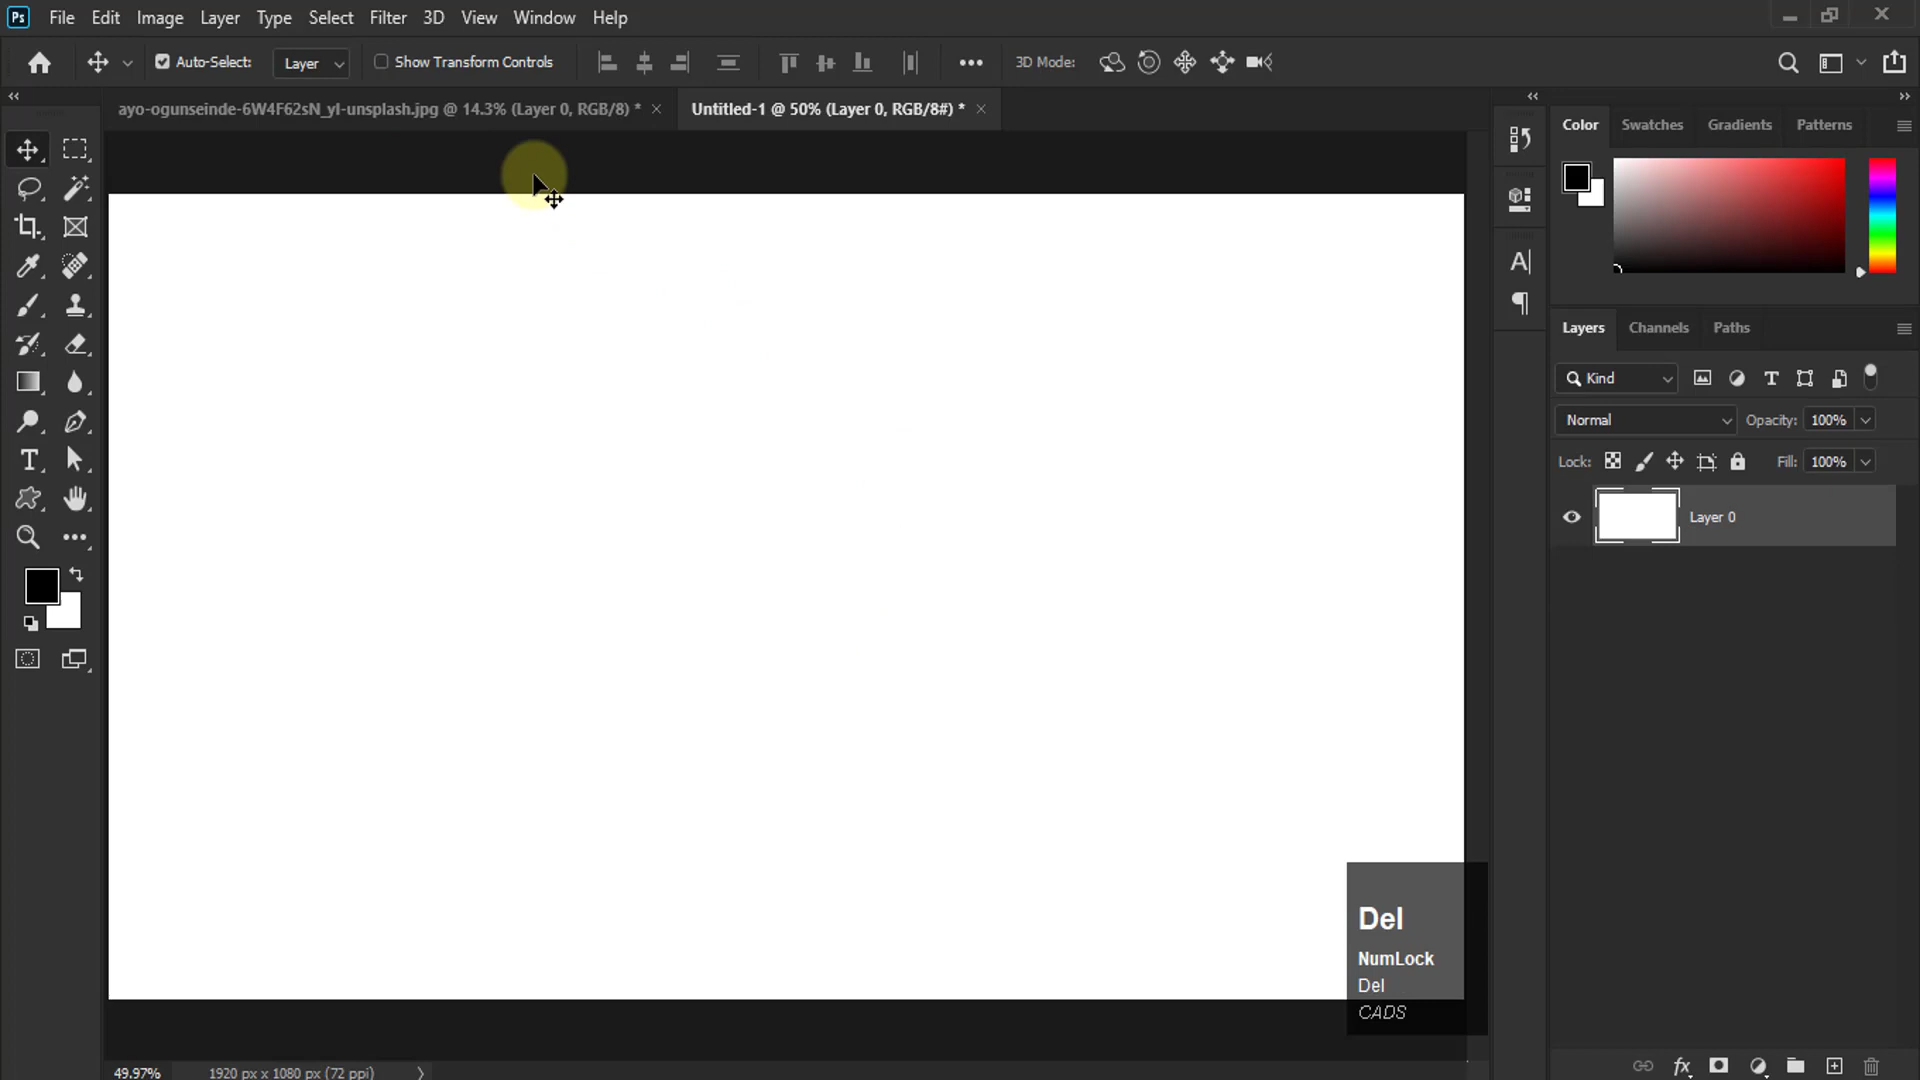 Ps File Edit Image Layer Type Select Filter 3D View Window Help
Auto-Select: Layer Show Transform Controls 3D Mode:
ayo-ogunseinde-6W4F62sN_yI-unsplash.jpg @ 14.3% (Layer 0, RGB/8) * Untitled-1 @ 50% (Layer 0, RGB/8#) *
Color Swatches Gradients Patterns
Layers Channels Paths
Kind
Normal Opacity: 100%
Lock: Fill: 100%
Layer 0
Del
NumLock
Del
CADS
49.97% 1920 px x 1080 px (72 ppi)